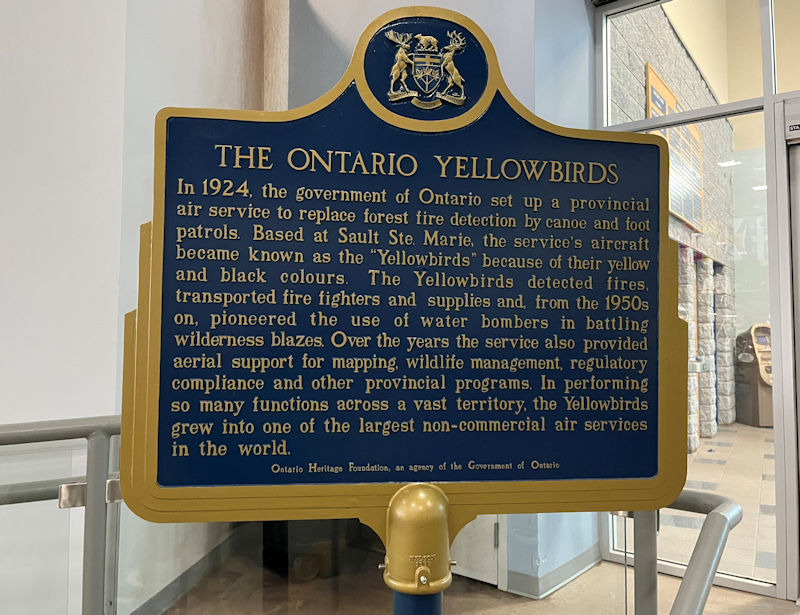 THE ONTARIO YELLOWBIRDS
In 1924, the government of Ontario set up a provincial
air service to replace forest fire detection by canoe and foot
patrols. Based at Sault Ste. Marie, the service's aircraft
became known as the "Yellowbirds" because of their yellow
and black colours. The Yellowbirds detected fires,
transported fire fighters and supplies and, from the 1950s
on, pioneered the use of water bombers in battling
wilderness blazes. Over the years the service also provided
aerial support for mapping, wildlife management, regulatory
compliance and other provincial programs. In performing
so many functions across a vast territory, the Yellowbirds
grew into one of the largest non-commercial air services
in the world.
Ontario Heritage Foundation, an agency of the Government of Ontario